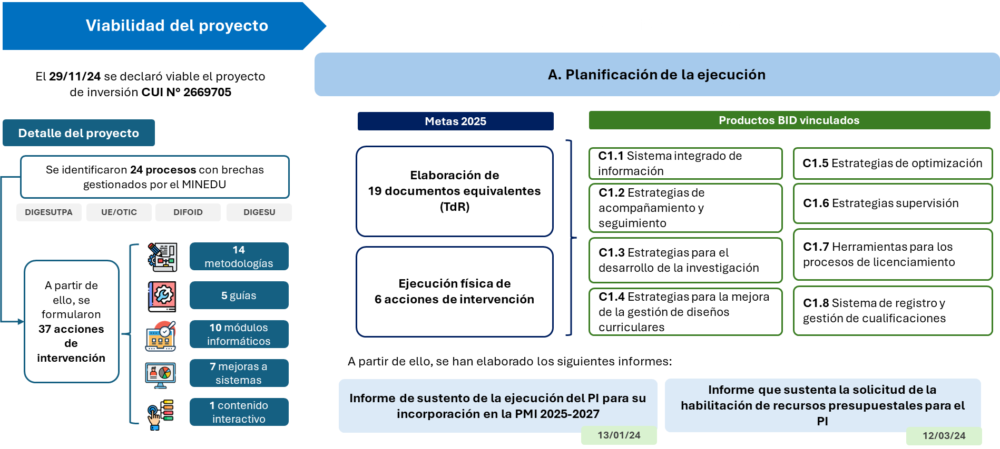 Viabilidad del proyecto
El 29/11/24 se declaró viable el proyecto
de inversión CUI N° 2669705
Detalle del proyecto
Se identificaron 24 procesos con brechas
gestionados por el MINEDU
DIGESUTPA
UE/OTIC
DIFOID
DIGESU
A partir de
ello, se
formularon
37 acciones
de
intervención
14
metodologías
5 guías
10 módulos
informáticos
7 mejoras a
sistemas
1 contenido
interactivo
A. Planificación de la ejecución
Metas 2025
Elaboración de
19 documentos equivalentes
(TdR)
Ejecución física de
6 acciones de intervención
Productos BID vinculados
C1.1 Sistema integrado de
información
C1.2 Estrategias de
acompañamiento y
seguimiento
C1.3 Estrategias para el
desarrollo de la investigación
C1.4 Estrategias para la mejora
de la gestión de diseños
curriculares
C1.5 Estrategias de optimización
C1.6 Estrategias supervisión
C1.7 Herramientas para los
procesos de licenciamiento
C1.8 Sistema de registro y
gestión de cualificaciones
A partir de ello, se han elaborado los siguientes informes:
Informe de sustento de la ejecución del PI para su
incorporación en la PMI 2025-2027
13/01/24
Informe que sustenta la solicitud de la
habilitación de recursos presupuestales para el
PI
12/03/24